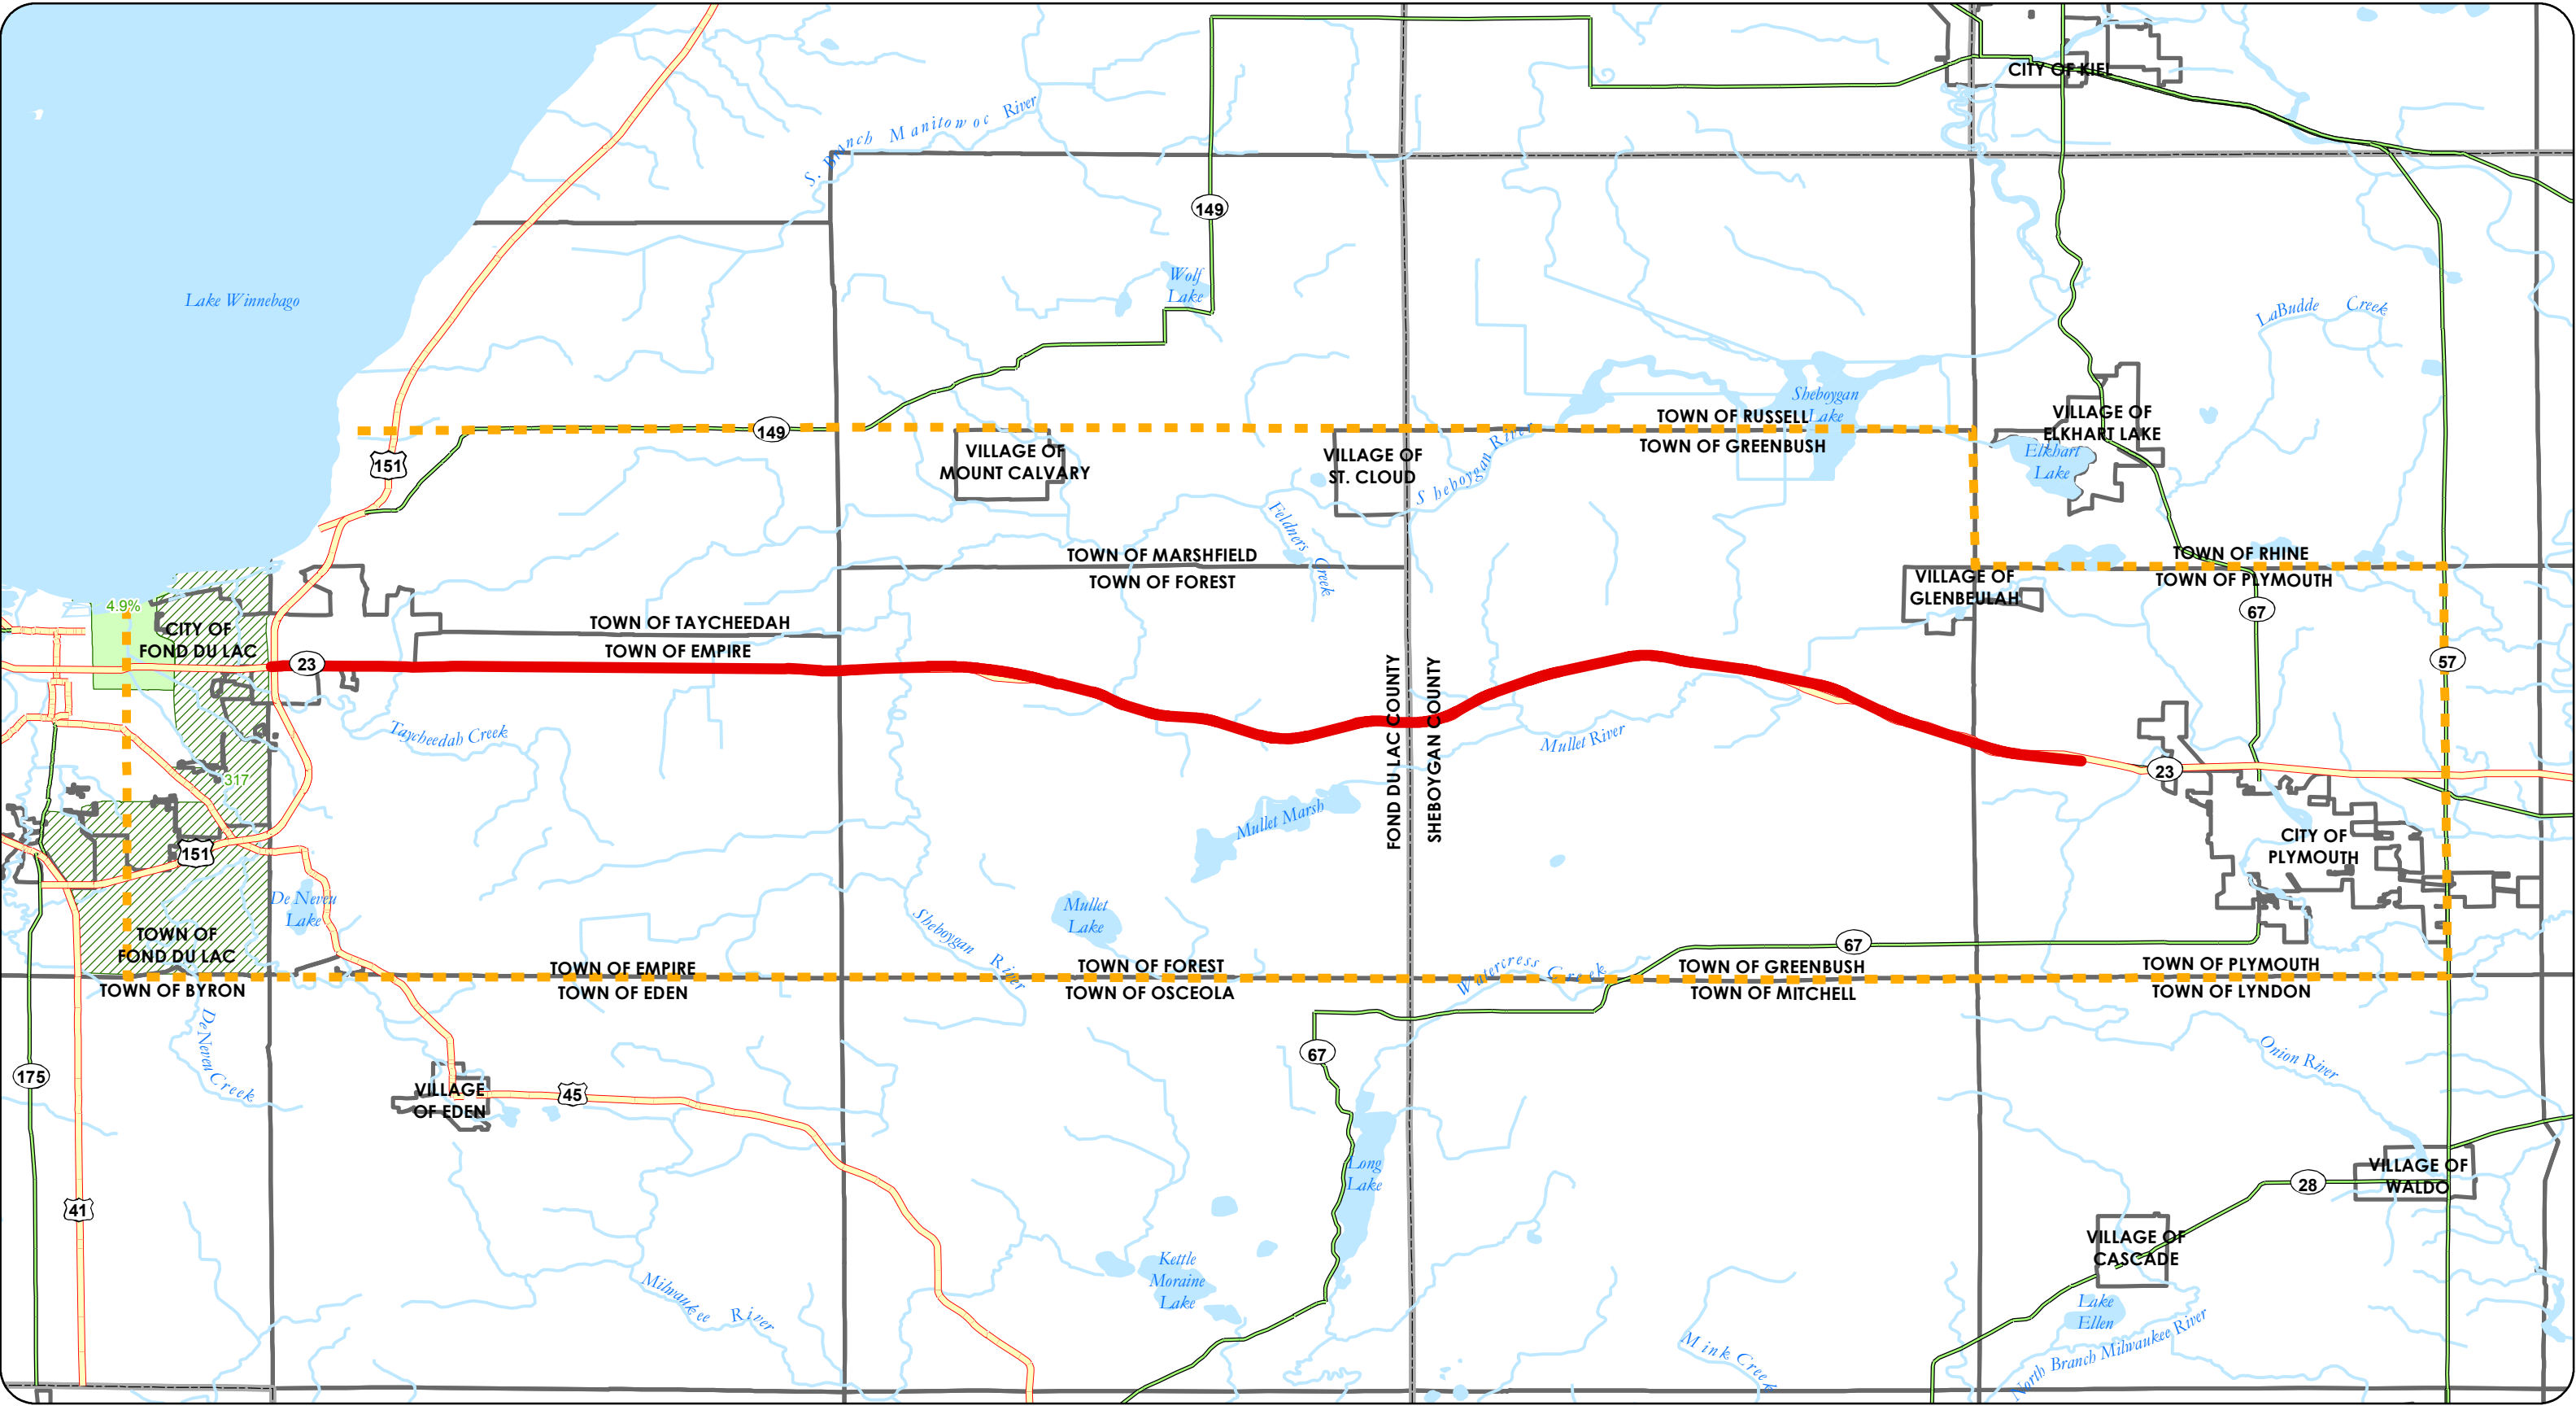 CITY OF KIEL
S. Branch Manitowoc River
149
Wolf
Lake
Lake Winnebago
LaBudde Creek
Sheboygan
Lake
TOWN OF RUSSELL
TOWN OF GREENBUSH
VILLAGE OF
ELKHART LAKE
149
151
VILLAGE OF
MOUNT CALVARY
VILLAGE OF
ST. CLOUD
Sheboygan River
Elkhart
Lake
Feldners Creek
TOWN OF MARSHFIELD
TOWN OF FOREST
TOWN OF RHINE
TOWN OF PLYMOUTH
VILLAGE OF
GLENBEULAH
67
4.9%
CITY OF
FOND DU LAC
TOWN OF TAYCHEEDAH
TOWN OF EMPIRE
23
57
FOND DU LAC COUNTY
SHEBOYGAN COUNTY
Taycheedah Creek
Mullet River
317
23
Mullet Marsh
151
CITY OF
PLYMOUTH
De Neveu
Lake
Mullet
Lake
Sheboygan River
TOWN OF
FOND DU LAC
67
TOWN OF BYRON
TOWN OF EMPIRE
TOWN OF EDEN
TOWN OF FOREST
TOWN OF OSCEOLA
Watercress Creek
TOWN OF GREENBUSH
TOWN OF MITCHELL
TOWN OF PLYMOUTH
TOWN OF LYNDON
DeNeveu Creek
67
Onion River
175
VILLAGE
OF EDEN
45
Long
Lake
VILLAGE OF
WALDO
28
41
VILLAGE OF
CASCADE
Kettle
Moraine
Lake
Milwaukee River
Lake
Ellen
Mink Creek
North Branch Milwaukee River